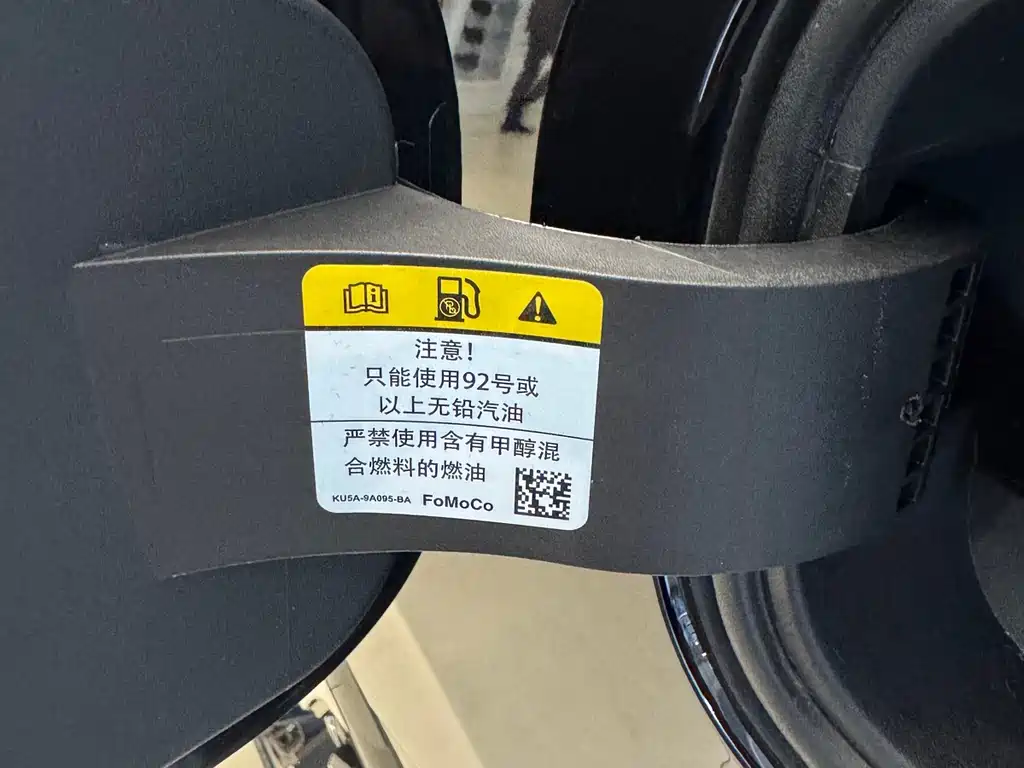 注意!
只能使用92号或
以上无铅汽油
严禁使用含有甲醇混
合燃料的燃油
KU5A-9A095-BA FoMoCo